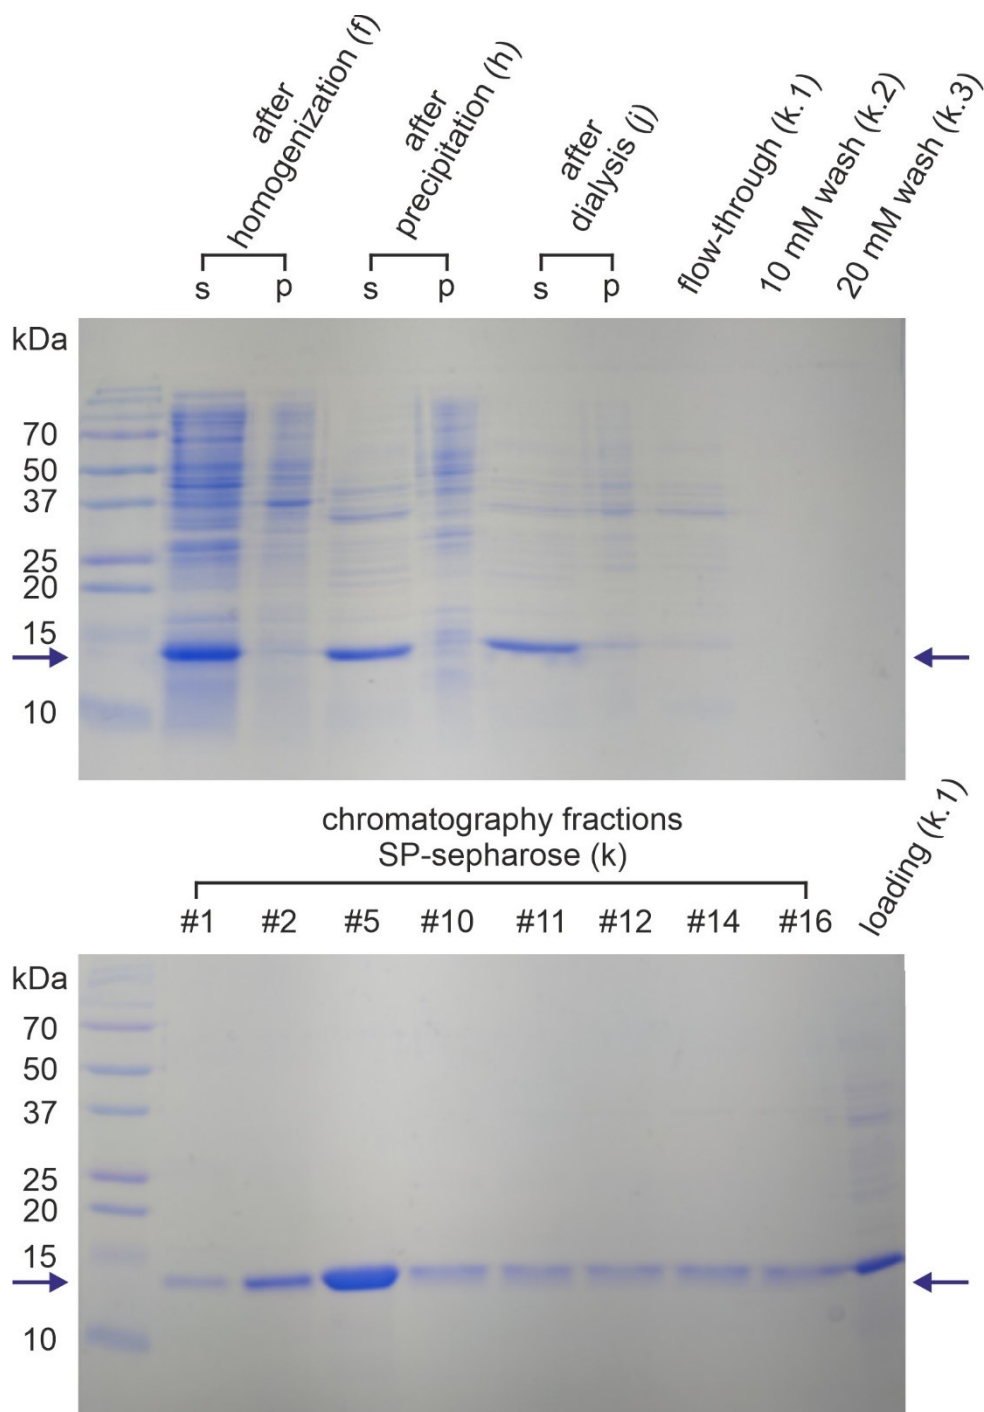 after
homogenization (f)
after
precipitation (h)
after
dialysis (j)
flow-through (k.1)
10 mM wash (k.2)
20 mM wash (k.3)
s p s p s p
kDa
70
50
37
25
20
15
10
chromatography fractions
SP-sepharose (k)
#1 #2 #5 #10 #11 #12 #14 #16
loading (k.1)
kDa
70
50
37
25
20
15
10